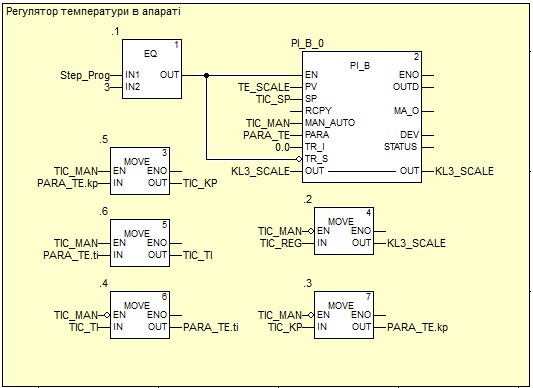 Регулятор температури в апараті
.1
1
EQ
Step_Prog IN1 OUT
3 IN2
PI_B_0
2
PI_B
EN ENO
TE_SCALE PV OUTD
TIC_SP SP
RCPY MA_O
TIC_MAN MAN_AUTO
PARA_TE PARA DEV
0.0 TR_I STATUS
TR_S
KL3_SCALE OUT OUT KL3_SCALE
.5
3
MOVE
TIC_MAN EN ENO
PARA_TE.kp IN OUT TIC_KP
.2
4
MOVE
TIC_MAN EN ENO
TIC_REG IN OUT KL3_SCALE
.6
5
MOVE
TIC_MAN EN ENO
PARA_TE.ti IN OUT TIC_TI
.4
6
MOVE
TIC_MAN EN ENO
TIC_TI IN OUT PARA_TE.ti
.3
7
MOVE
TIC_MAN EN ENO
TIC_KP IN OUT PARA_TE.kp